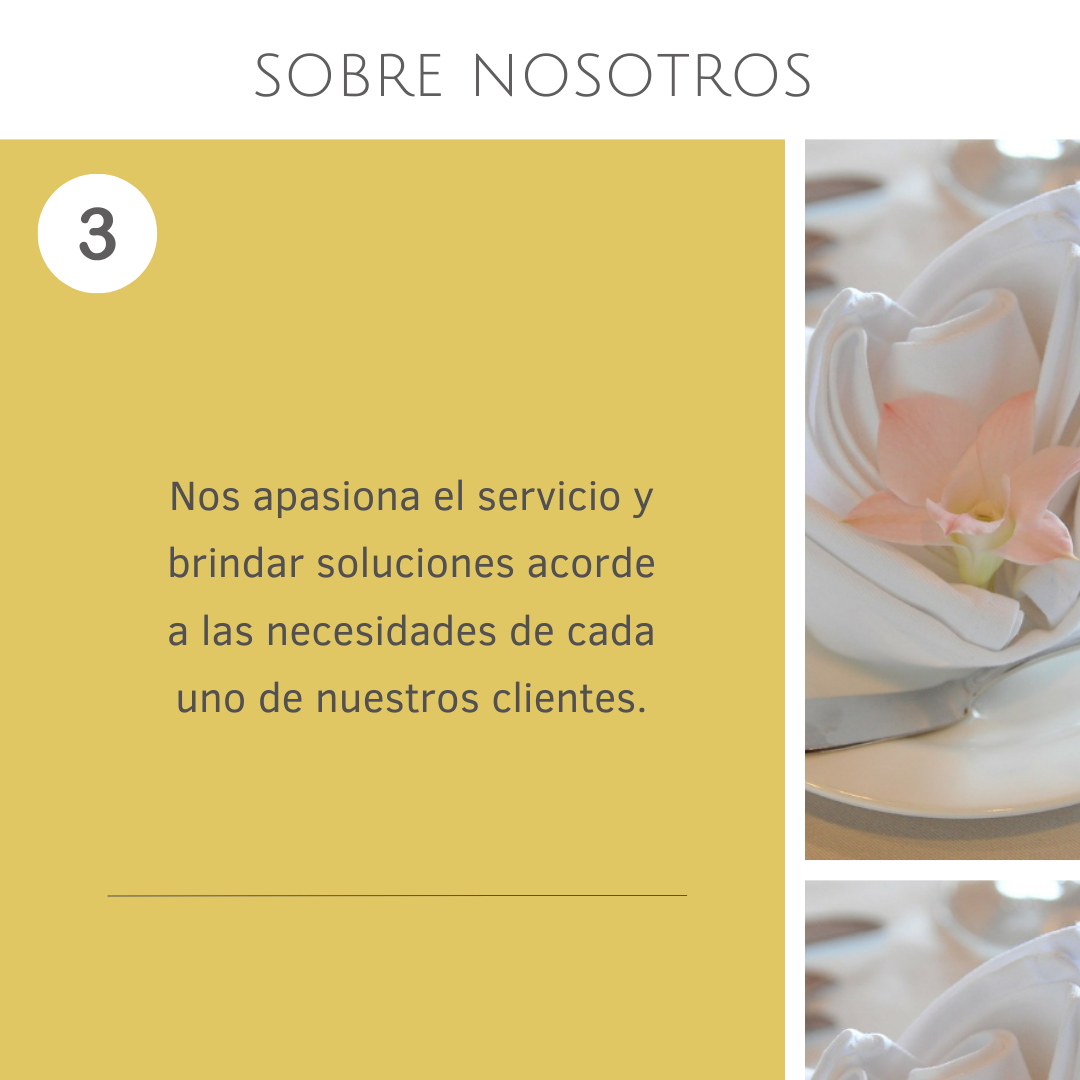 SOBRE NOSOTROS
3
Nos apasiona el servicio y
brindar soluciones acorde
a las necesidades de cada
uno de nuestros clientes.